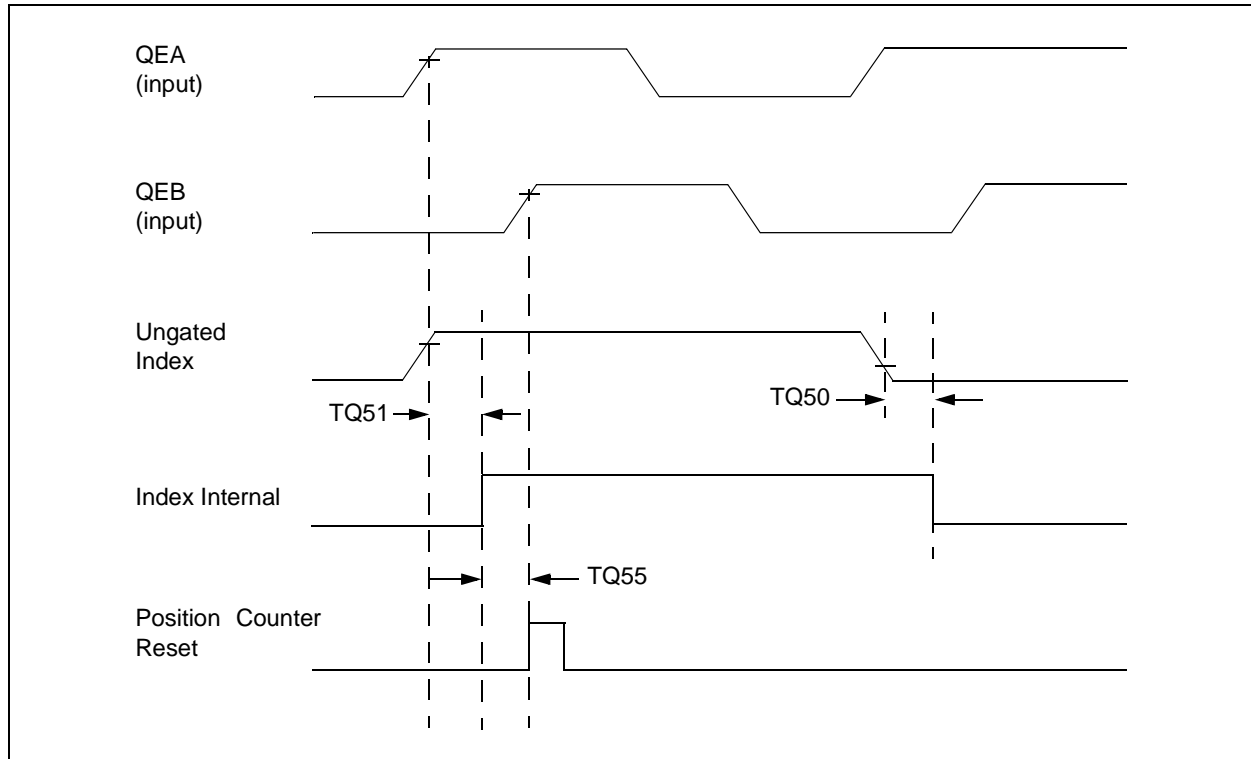 QEA
(input)
QEB
(input)
Ungated
Index
TQ50
TQ51
Index Internal
TQ55
Position Counter
Reset